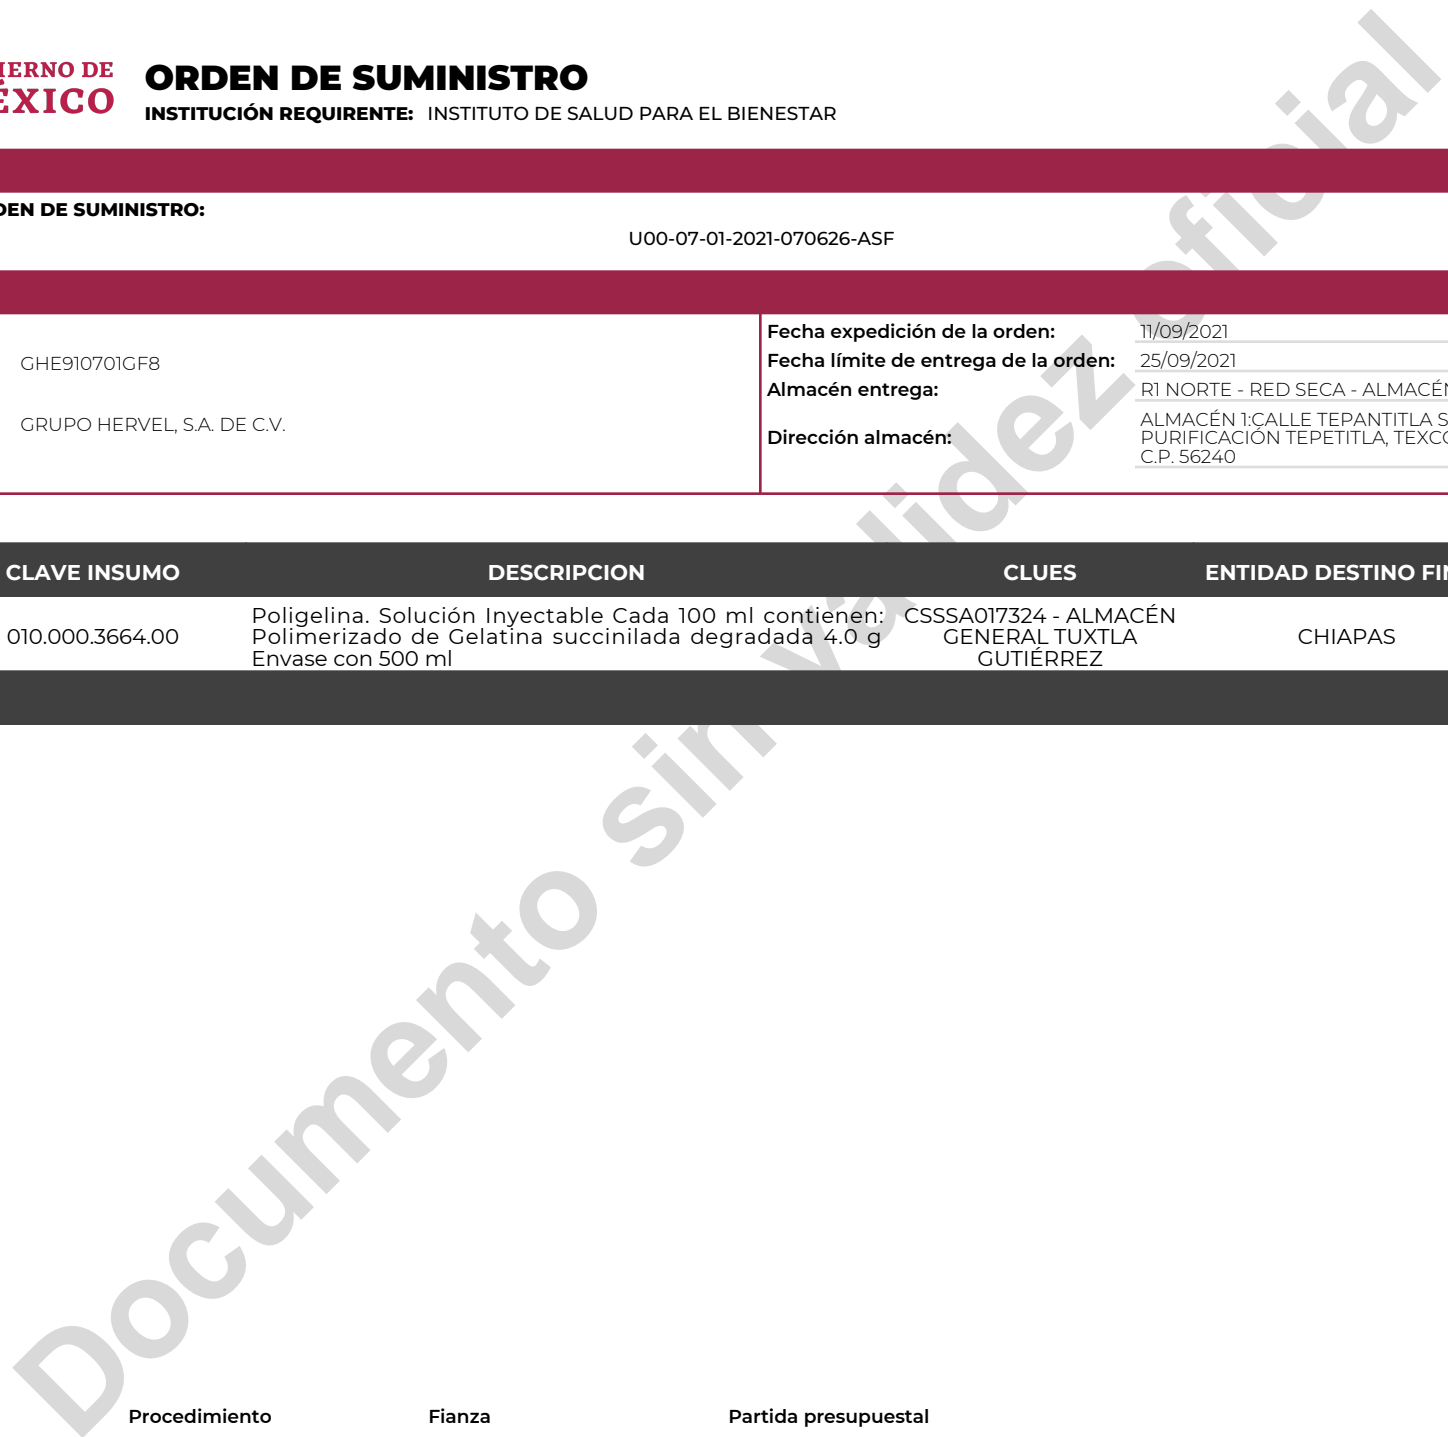 IERNO DE
ÉXICO
ORDEN DE SUMINISTRO
INSTITUCIÓN REQUIRENTE: INSTITUTO DE SALUD PARA EL BIENESTAR
DEN DE SUMINISTRO:
U00-07-01-2021-070626-ASF
GHE910701GF8
GRUPO HERVEL, S.A. DE C.V.
Fecha expedición de la orden: 11/09/2021
Fecha límite de entrega de la orden: 25/09/2021
Almacén entrega: R1 NORTE - RED SECA - ALMACÉN
Dirección almacén:
ALMACÉN 1:CALLE TEPANTITLA S
PURIFICACIÓN TEPETITLA, TEXCO
C.P. 56240
CLAVE INSUMO DESCRIPCION CLUES ENTIDAD DESTINO FIN
010.000.3664.00
Poligelina. Solución Inyectable Cada 100 ml contienen:
Polimerizado de Gelatina succinilada degradada 4.0 g
Envase con 500 ml
CSSSA017324 - ALMACÉN
GENERAL TUXTLA
GUTIÉRREZ
CHIAPAS
Documento sin validez oficial
Procedimiento Fianza Partida presupuestal